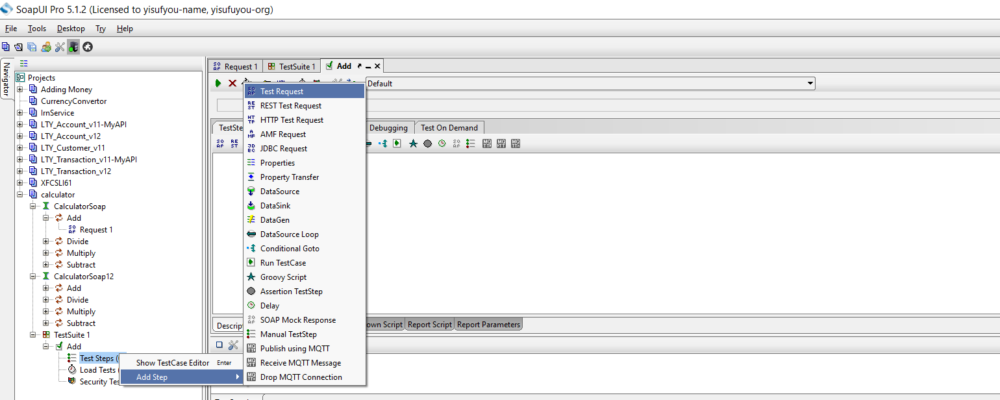 SoapUI Pro 5.1.2 (Licensed to yisufyou-name, yisufuyou-org)
File Tools Desktop Try Help
Navigator
Projects
Adding Money
CurrencyConvertor
IrnService
LTY_Account_v11-MyAPI
LTY_Account_v12
LTY_Customer_v11
LTY_Transaction_v11-MyAPI
LTY_Transaction_v12
XFCSLI61
calculator
CalculatorSoap
Add
Request 1
Divide
Multiply
Subtract
CalculatorSoap12
Add
Divide
Multiply
Subtract
TestSuite 1
Add
Test Steps (
Load Tests
Security Tes
Show TestCase Editor Enter
Add Step
Request 1 TestSuite 1 Add
Default
TestSte Debugging Test On Demand
Test Request
REST Test Request
HTTP Test Request
AMF Request
JDBC Request
Properties
Property Transfer
DataSource
DataSink
DataGen
DataSource Loop
Conditional Goto
Run TestCase
Groovy Script
Assertion TestStep
Delay
SOAP Mock Response
Manual TestStep
Publish using MQTT
Receive MQTT Message
Drop MQTT Connection
Descript own Script Report Script Report Parameters